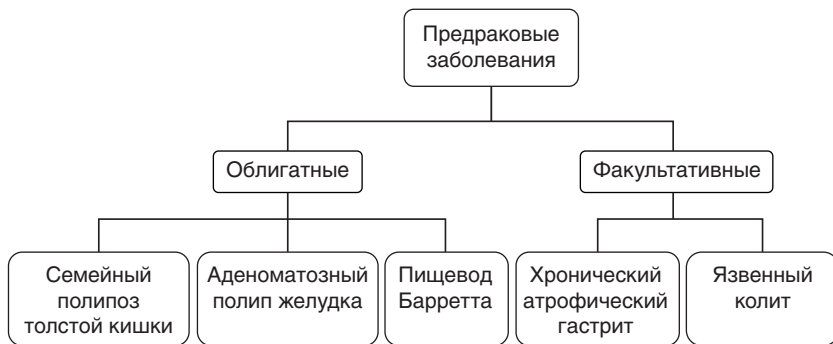 Предраковые
заболевания
Облигатные
Факультативные
Семейный
полипоз
толстой кишки
Аденоматозный
полип желудка
Пищевод
Барретта
Хронический
атрофический
гастрит
Язвенный
колит